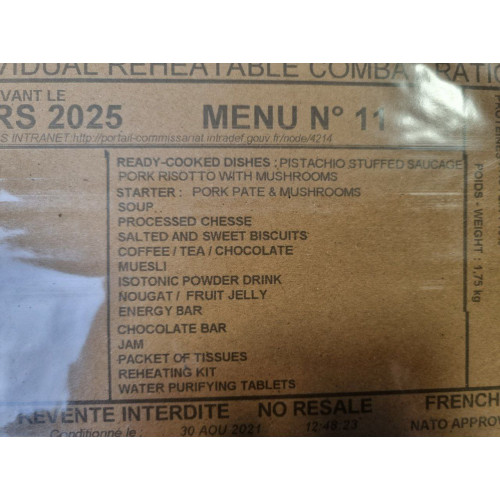 VIDUAL REHEATABLE COMBAT RATI
VANT LE
RS 2025 MENU N° 11
S INTRANET:http://portail-commissariat.intradef.gouv.fr/node/4214
READY-COOKED DISHES : PISTACHIO STUFFED SAUCAGE
PORK RISOTTO WITH MUSHROOMS
STARTER : PORK PATE & MUSHROOMS
SOUP
PROCESSED CHESSE
SALTED AND SWEET BISCUITS
COFFEE / TEA / CHOCOLATE
MUESLI
ISOTONIC POWDER DRINK
NOUGAT / FRUIT JELLY
ENERGY BAR
CHOCOLATE BAR
JAM
PACKET OF TISSUES
REHEATING KIT
WATER PURIFYING TABLETS
POIDS - WEIGHT : 1,75 kg
REVENTE INTERDITE NO RESALE FRENCH
Conditionné le : 30 AOU 2021 12:48:23 NATO APPROV